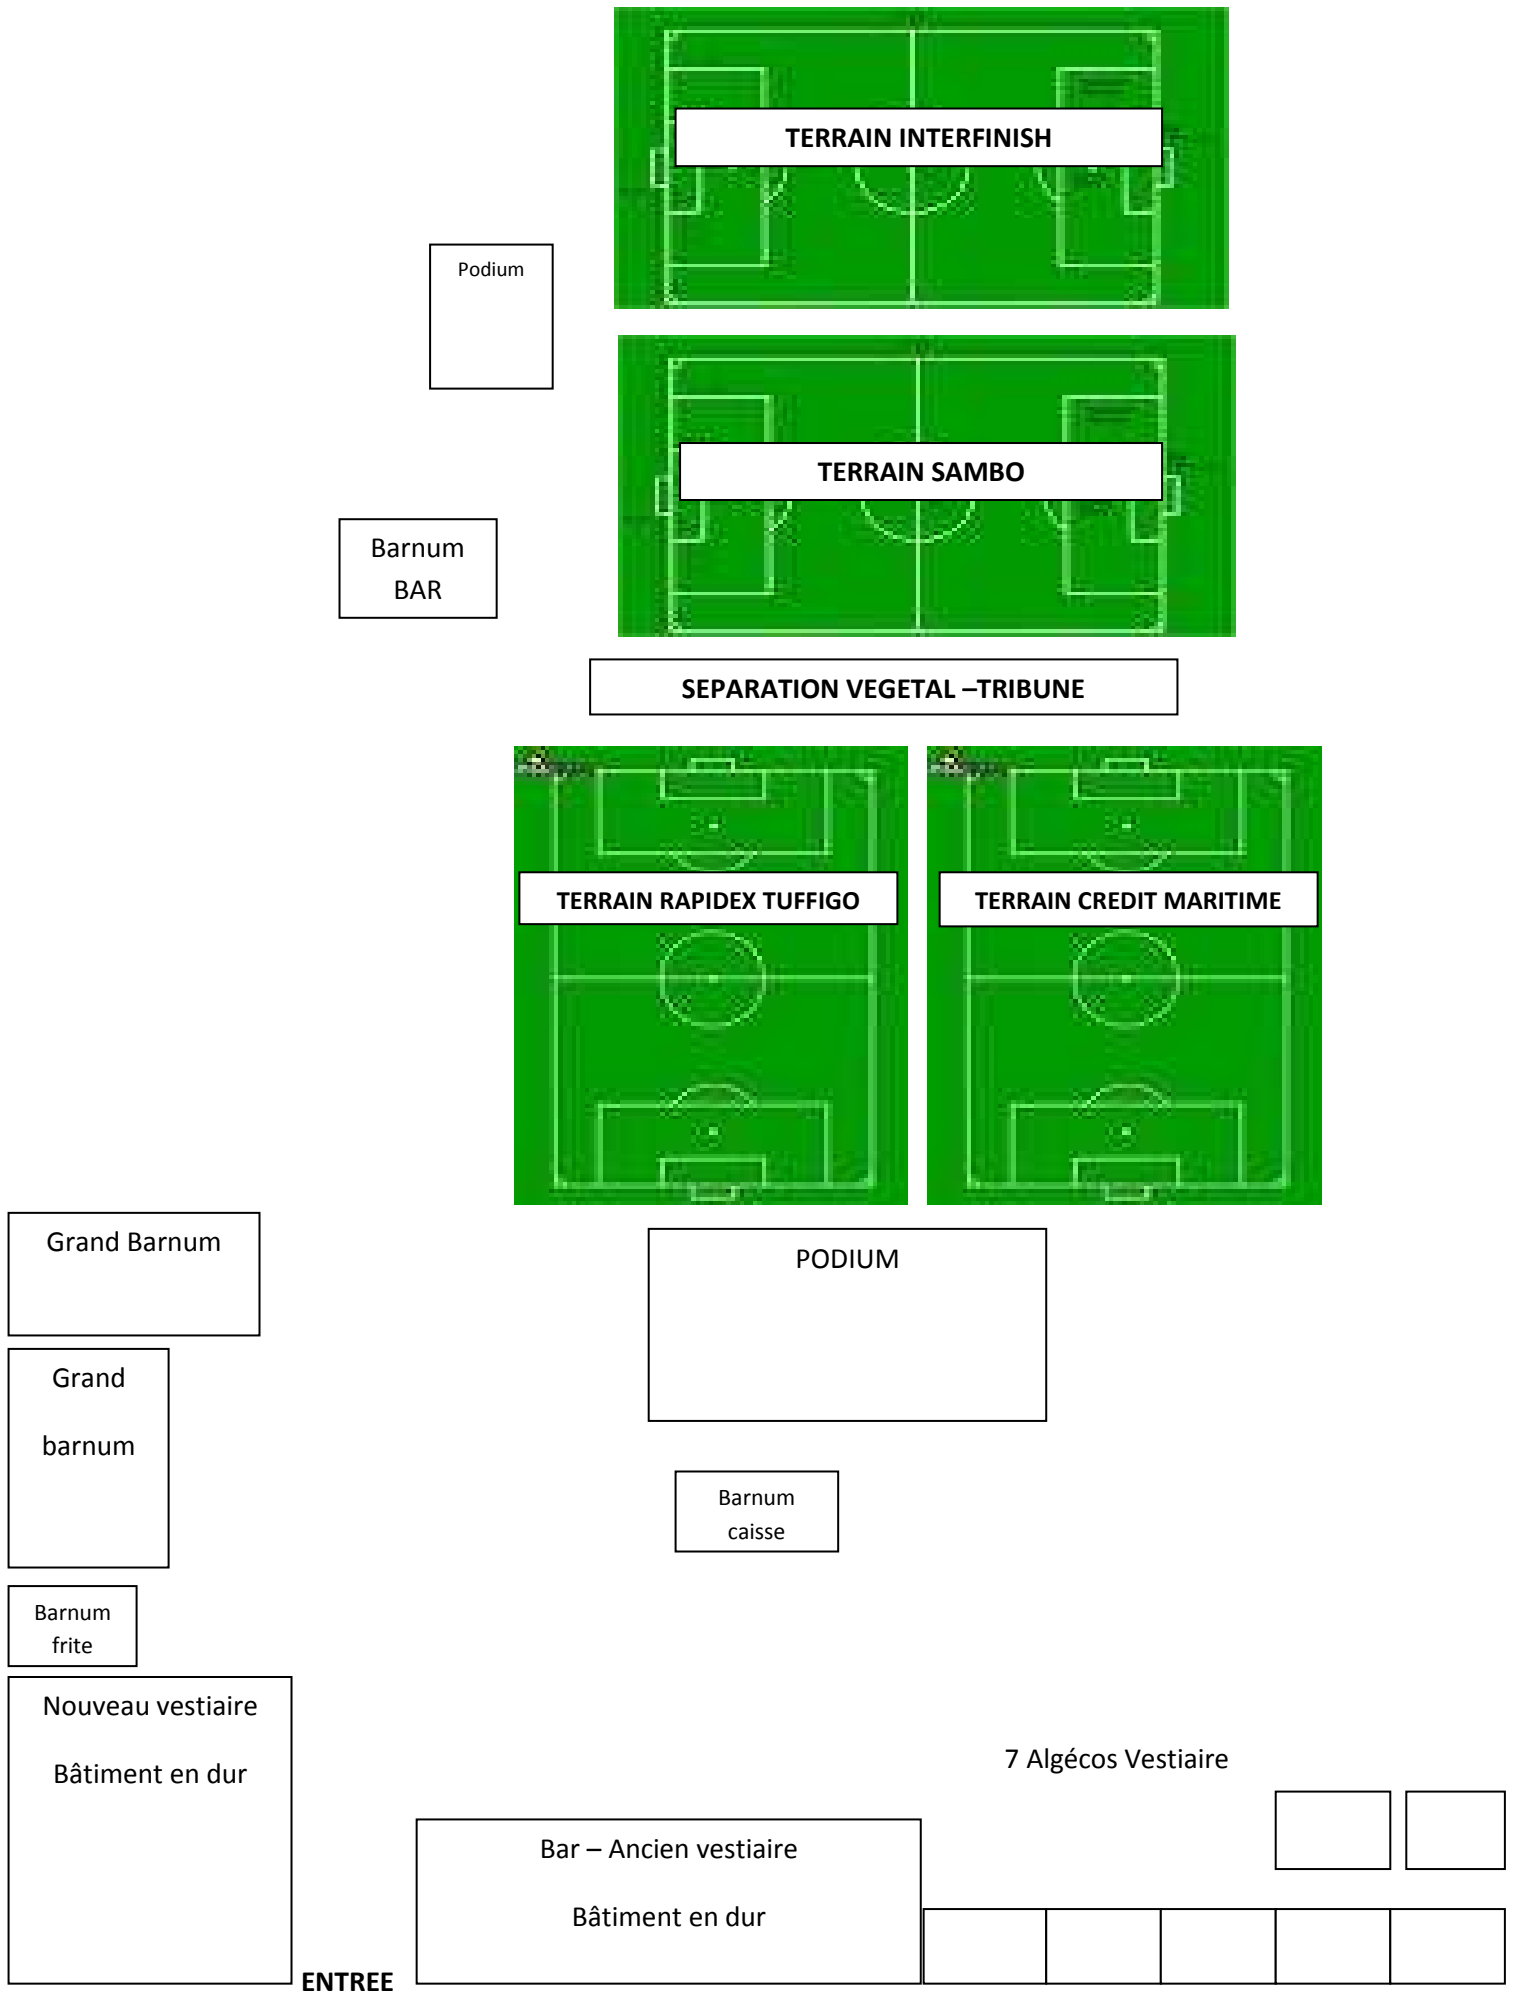 TERRAIN INTERFINISH
Podium
TERRAIN SAMBO
Barnum
BAR
SEPARATION VEGETAL –TRIBUNE
TERRAIN RAPIDEX TUFFIGO
TERRAIN CREDIT MARITIME
Grand Barnum
PODIUM
Grand
barnum
Barnum
caisse
Barnum
frite
Nouveau vestiaire
Bâtiment en dur
7 Algécos Vestiaire
Bar – Ancien vestiaire
Bâtiment en dur
ENTREE